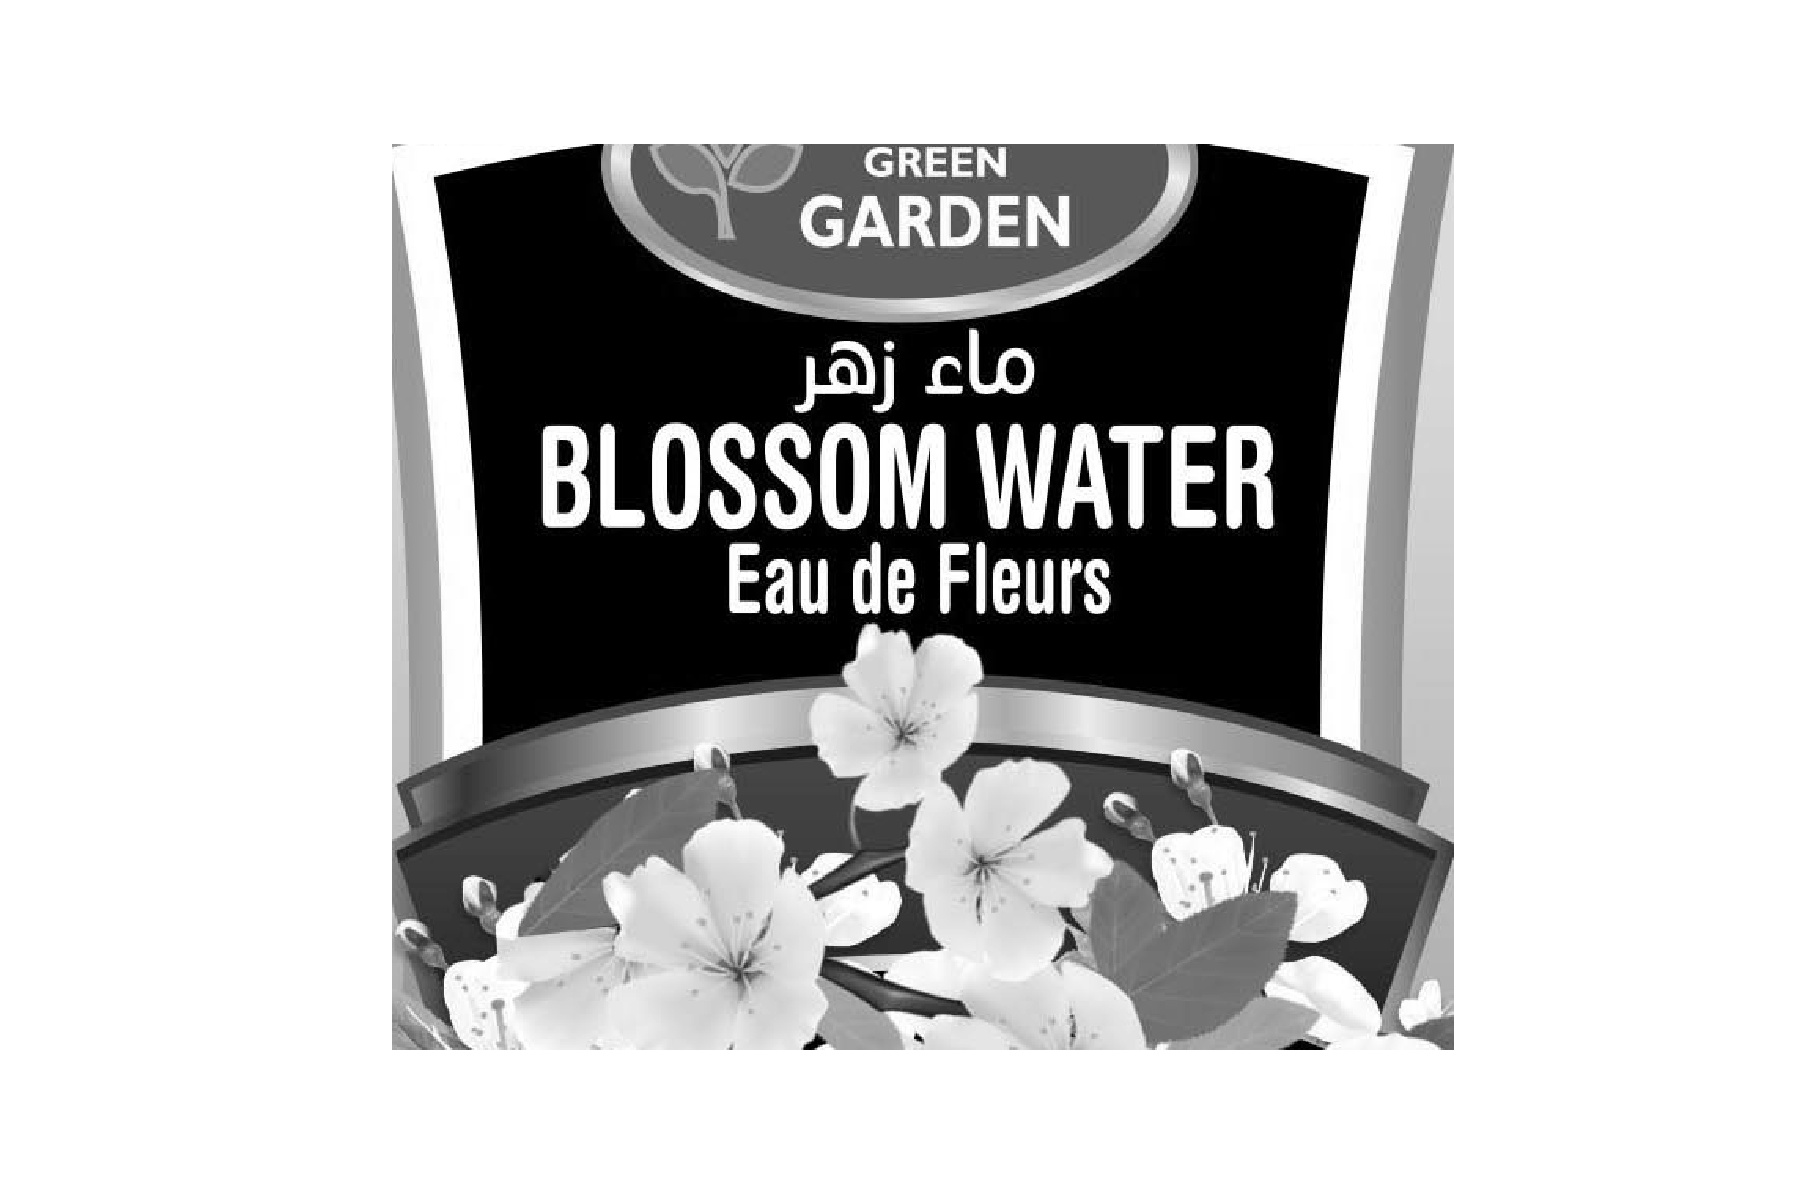 GREEN
GARDEN
ماء زهر
BLOSSOM WATER
Eau de Fleurs